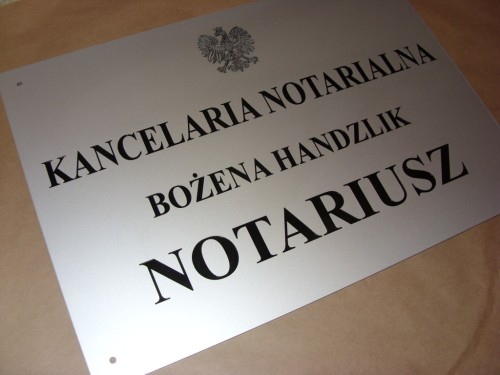 KANCELARIA NOTARIALNA
BOŻENA HANDZLIK
NOTARIUSZ